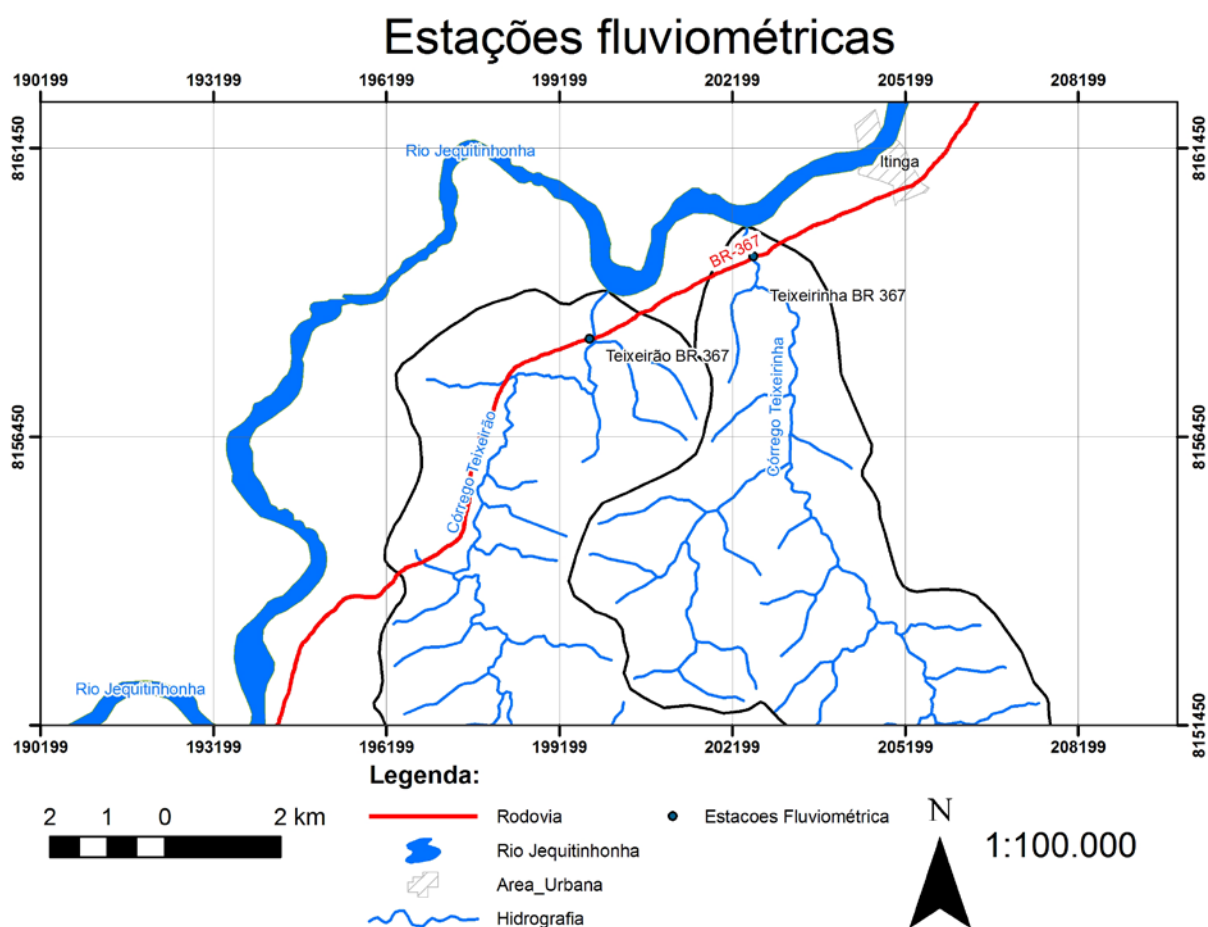 Estações fluviométricas
190199 193199 196199 199199 202199 205199 208199
8161450 8161450
Rio Jequitinhonha
Itinga
BR-367
Teixeirinha BR 367
Teixeirão BR 367
8156450 8156450
Córrego Teixeirinha
Córrego Teixeirão
Rio Jequitinhonha
8151450 8151450
190199 193199 196199 199199 202199 205199 208199
Legenda:
2 1 0 2 km
Rodovia
Estacoes Fluviométrica
Rio Jequitinhonha
Area_Urbana
Hidrografia
N
1:100.000